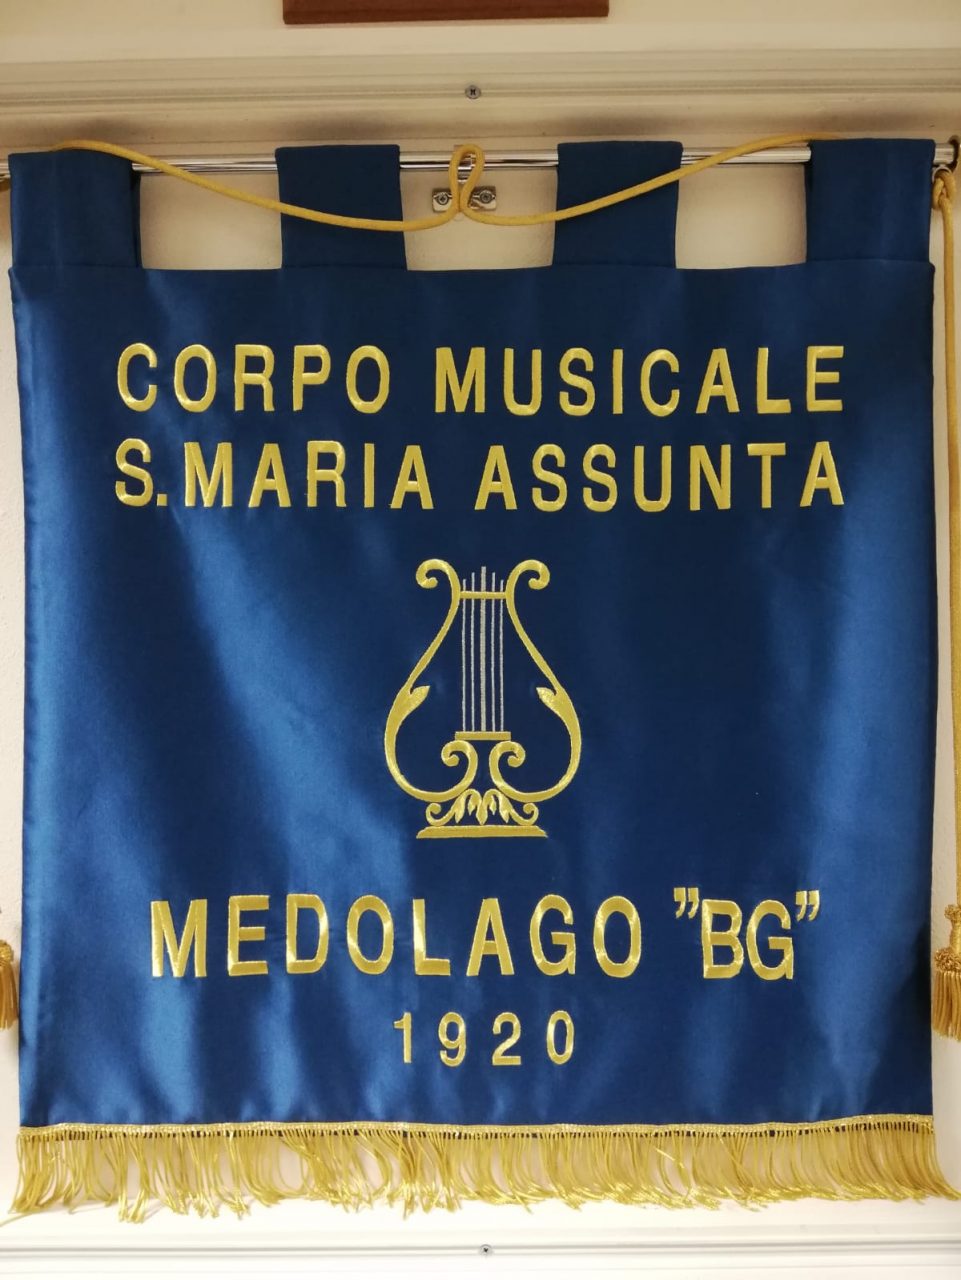 CORPO MUSICALE
S. MARIA ASSUNTA
MEDOLAGO ”BG”
1920